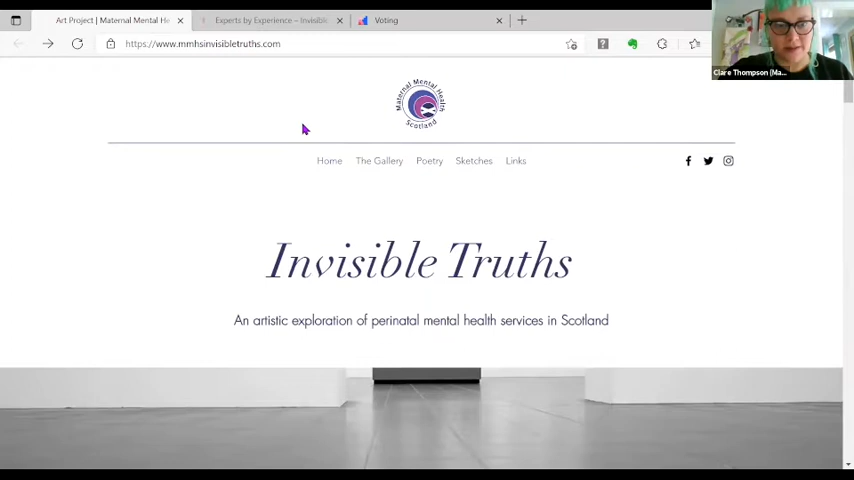 Art Project | Maternal Mental He
Experts by Experience – Invisible
Voting
https://www.mmhsinvisibletruths.com
Clare Thompson (Ma...
Maternal Mental Health
Scotland
Home
The Gallery
Poetry
Sketches
Links
Invisible Truths
An artistic exploration of perinatal mental health services in Scotland